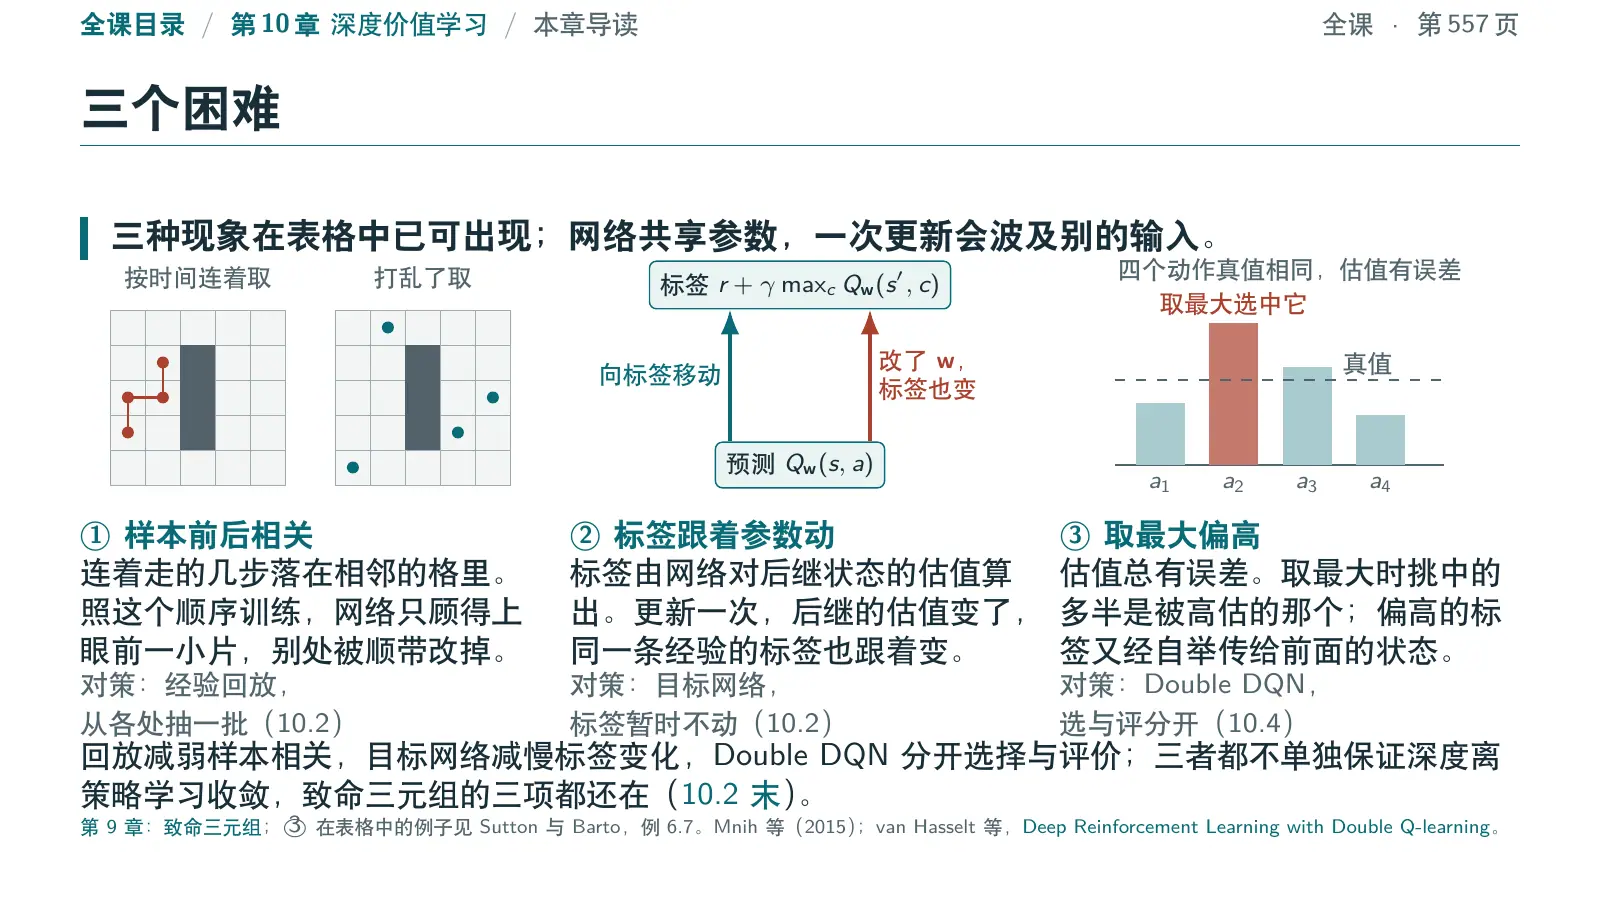 全课目录 / 第 10 章 深度价值学习 / 本章导读
全课 · 第 557 页
三个困难
三种现象在表格中已可出现；网络共享参数，一次更新会波及别的输入。
按时间连着取
打乱了取
标签 r + γ max_c Q_w(s′, c)
向标签移动
改了 w，
标签也变
预测 Q_w(s, a)
四个动作真值相同，估值有误差
取最大选中它
真值
a₁ a₂ a₃ a₄
① 样本前后相关
连着走的几步落在相邻的格里。
照这个顺序训练，网络只顾得上
眼前一小片，别处被顺带改掉。
对策：经验回放，
从各处抽一批（10.2）
② 标签跟着参数动
标签由网络对后继状态的估值算
出。更新一次，后继的估值变了，
同一条经验的标签也跟着变。
对策：目标网络，
标签暂时不动（10.2）
③ 取最大偏高
估值总有误差。取最大时挑中的
多半是被高估的那个；偏高的标
签又经自举传给前面的状态。
对策：Double DQN，
选与评分开（10.4）
回放减弱样本相关，目标网络减慢标签变化，Double DQN 分开选择与评价；三者都不单独保证深度离
策略学习收敛，致命三元组的三项都还在（10.2 末）。
第 9 章：致命三元组；③ 在表格中的例子见 Sutton 与 Barto，例 6.7。Mnih 等（2015）；van Hasselt 等，Deep Reinforcement Learning with Double Q-learning。